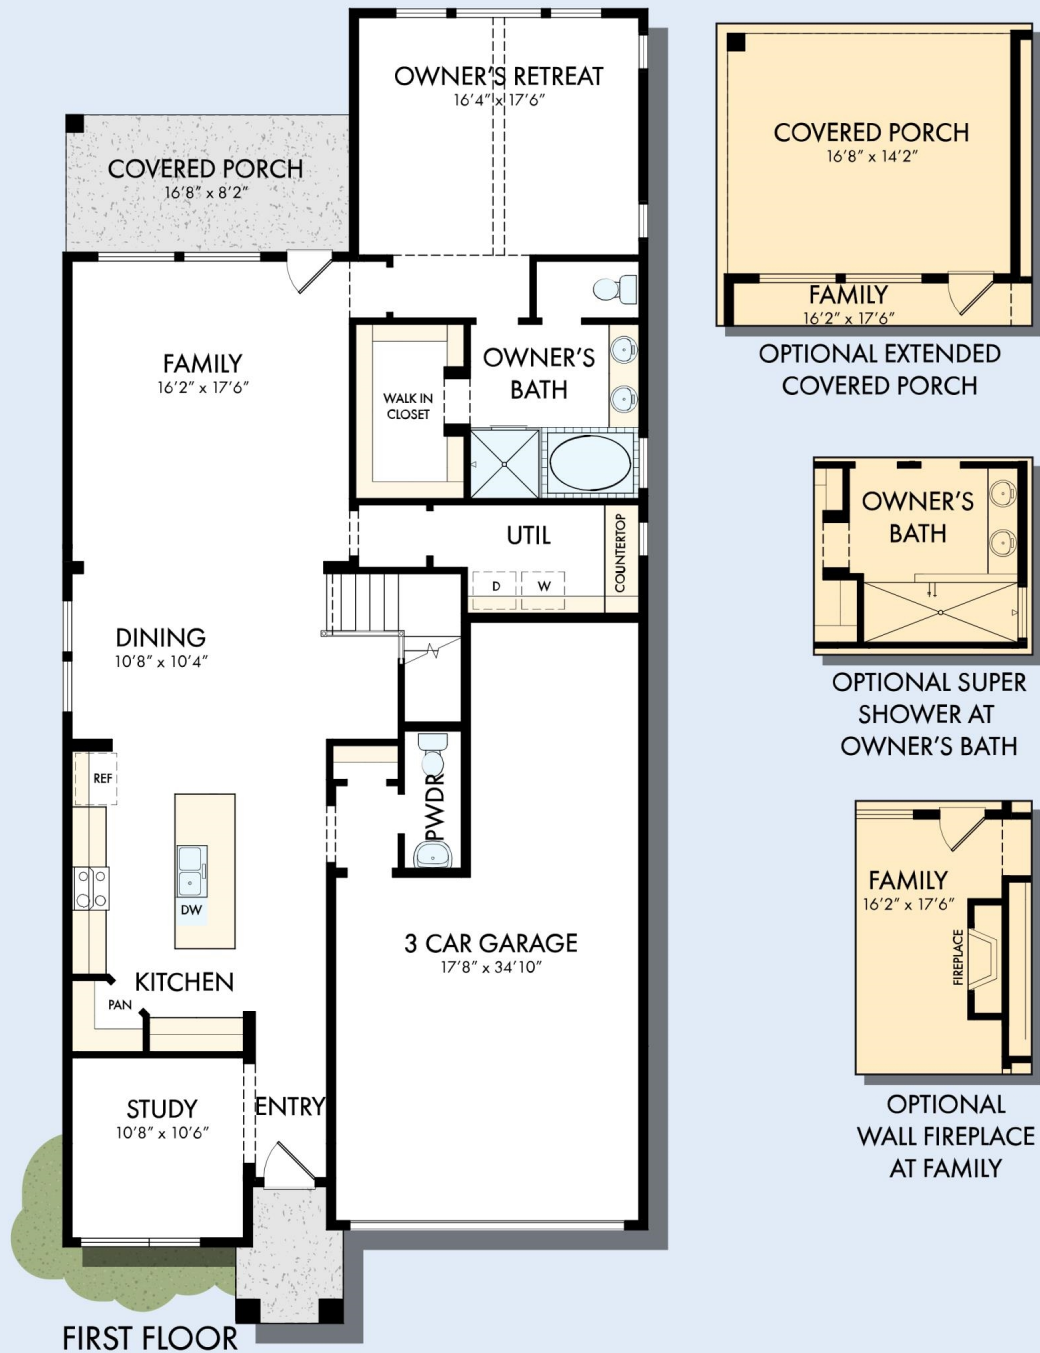 OWNER'S RETREAT
16'4" x 17'6"
COVERED PORCH
16'8" x 8'2"
FAMILY
16'2" x 17'6"
WALK IN
CLOSET
OWNER'S
BATH
UTIL
COUNTERTOP
D
W
DINING
10'8" x 10'4"
REF
PWDR
DW
3 CAR GARAGE
17'8" x 34'10"
KITCHEN
PAN
STUDY
10'8" x 10'6"
ENTRY
FIRST FLOOR
COVERED PORCH
16'8" x 14'2"
FAMILY
16'2" x 17'6"
OPTIONAL EXTENDED
COVERED PORCH
OWNER'S
BATH
OPTIONAL SUPER
SHOWER AT
OWNER'S BATH
FAMILY
16'2" x 17'6"
FIREPLACE
OPTIONAL
WALL FIREPLACE
AT FAMILY